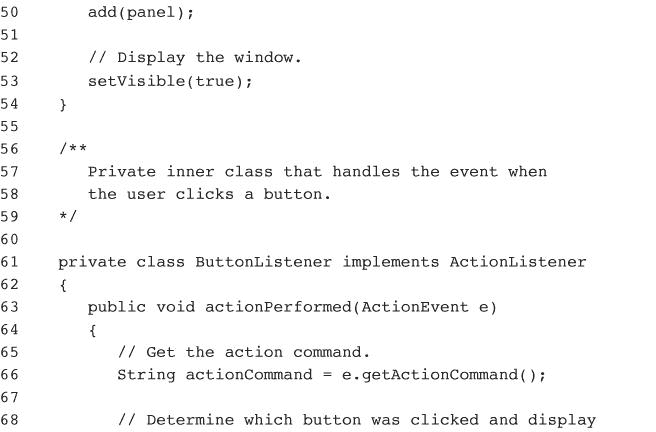 50 add(panel);
51
52 // Display the window.
53 setVisible(true);
54 }
55
56 /**
57 Private inner class that handles the event when
58 the user clicks a button.
59 */
60
61 private class ButtonListener implements ActionListener
62 {
63 public void actionPerformed(ActionEvent e)
64 {
65 // Get the action command.
66 String actionCommand = e.getActionCommand();
67
68 // Determine which button was clicked and display